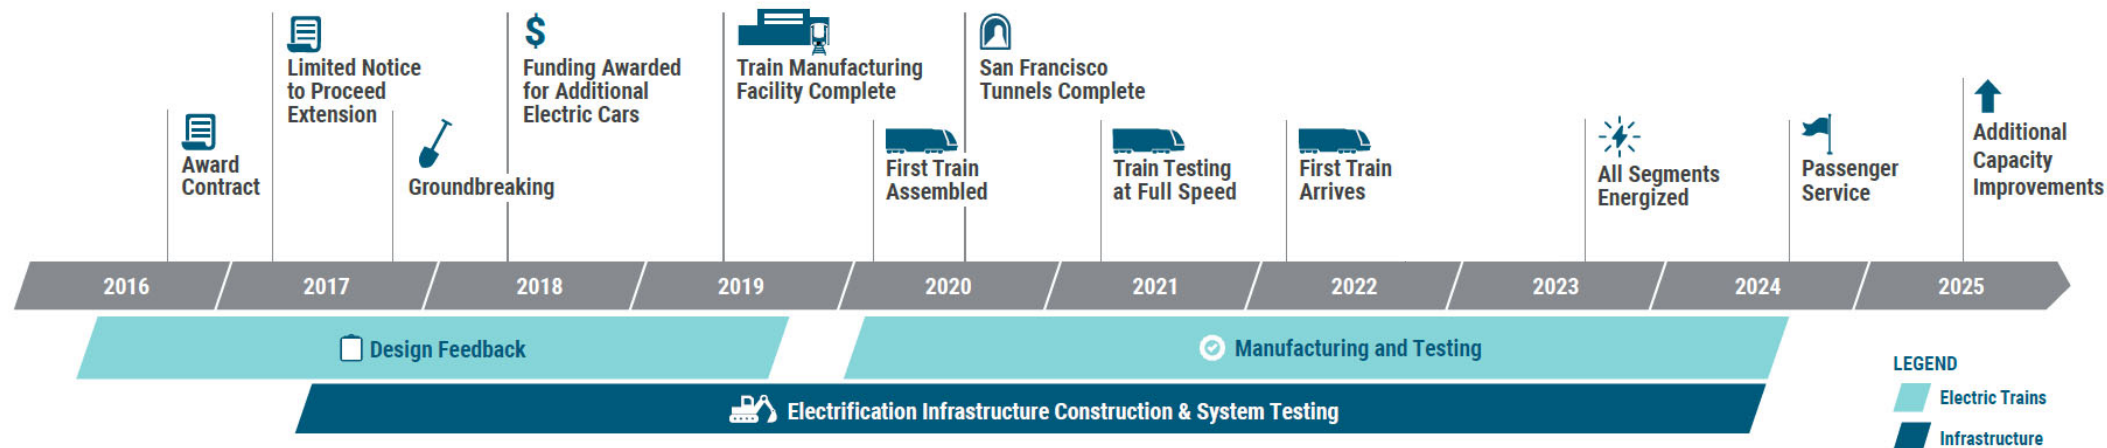 Limited Notice
to Proceed
Extension
$
Funding Awarded
for Additional
Electric Cars
Train Manufacturing
Facility Complete
San Francisco
Tunnels Complete
Award
Contract
Groundbreaking
First Train
Assembled
Train Testing
at Full Speed
First Train
Arrives
All Segments
Energized
Passenger
Service
Additional
Capacity
Improvements
2016
2017
2018
2019
2020
2021
2022
2023
2024
2025
Design Feedback
Manufacturing and Testing
Electrification Infrastructure Construction & System Testing
LEGEND
Electric Trains
Infrastructure